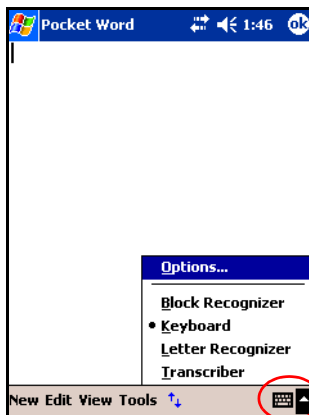 Pocket Word 1:46 ok
Options...
Block Recognizer
• Keyboard
Letter Recognizer
Transcriber
New Edit View Tools